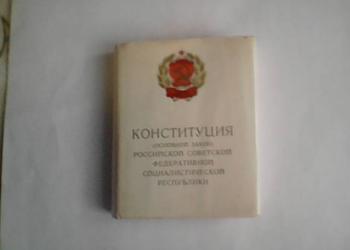 КОНСТИТУЦИЯ
(ОСНОВНОЙ ЗАКОН)
РОССИЙСКОЙ СОВЕТСКОЙ
ФЕДЕРАТИВНОЙ
СОЦИАЛИСТИЧЕСКОЙ
РЕСПУБЛИКИ